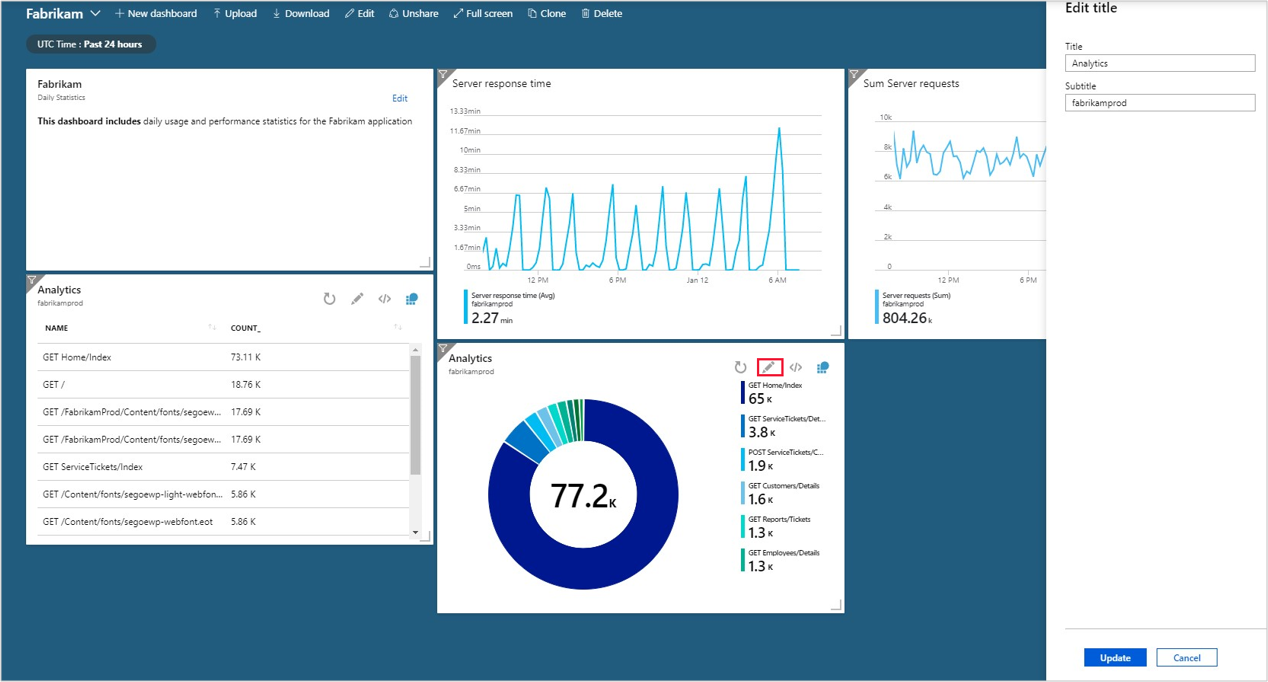 Fabrikam
New dashboard
Upload
Download
Edit
Unshare
Full screen
Clone
Delete
UTC Time : Past 24 hours
Fabrikam
Daily Statistics
Edit
This dashboard includes daily usage and performance statistics for the Fabrikam application
Server response time
13.33min
11.67min
10min
8.33min
6.67min
5min
3.33min
1.67min
0ms
12 PM
6 PM
Jan 12
6 AM
Server response time (Avg)
fabrikamprod
2.27 min
Sum Server requests
10k
8k
6k
4k
2k
0
12 PM
6 PM
Server requests (Sum)
fabrikamprod
804.26 k
Analytics
fabrikamprod
NAME COUNT_
GET Home/Index 73.11 K
GET / 18.76 K
GET /FabrikamProd/Content/fonts/segoew... 17.69 K
GET /FabrikamProd/Content/fonts/segoew... 17.69 K
GET ServiceTickets/Index 7.47 K
GET /Content/fonts/segoewp-light-webfon... 5.86 K
GET /Content/fonts/segoewp-webfont.eot 5.86 K
Analytics
fabrikamprod
77.2 K
GET Home/Index
65 K
GET ServiceTickets/Det...
3.8 K
POST ServiceTickets/C...
1.9 K
GET Customers/Details
1.6 K
GET Reports/Tickets
1.3 K
GET Employees/Details
1.3 K
Edit title
Title
Analytics
Subtitle
fabrikamprod
Update
Cancel